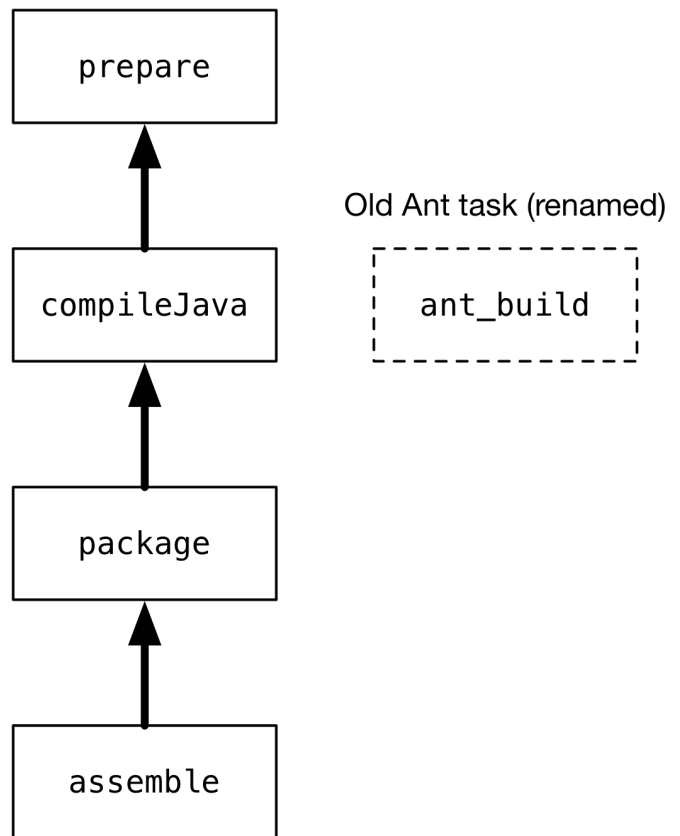 prepare
Old Ant task (renamed)
compileJava
ant_build
package
assemble